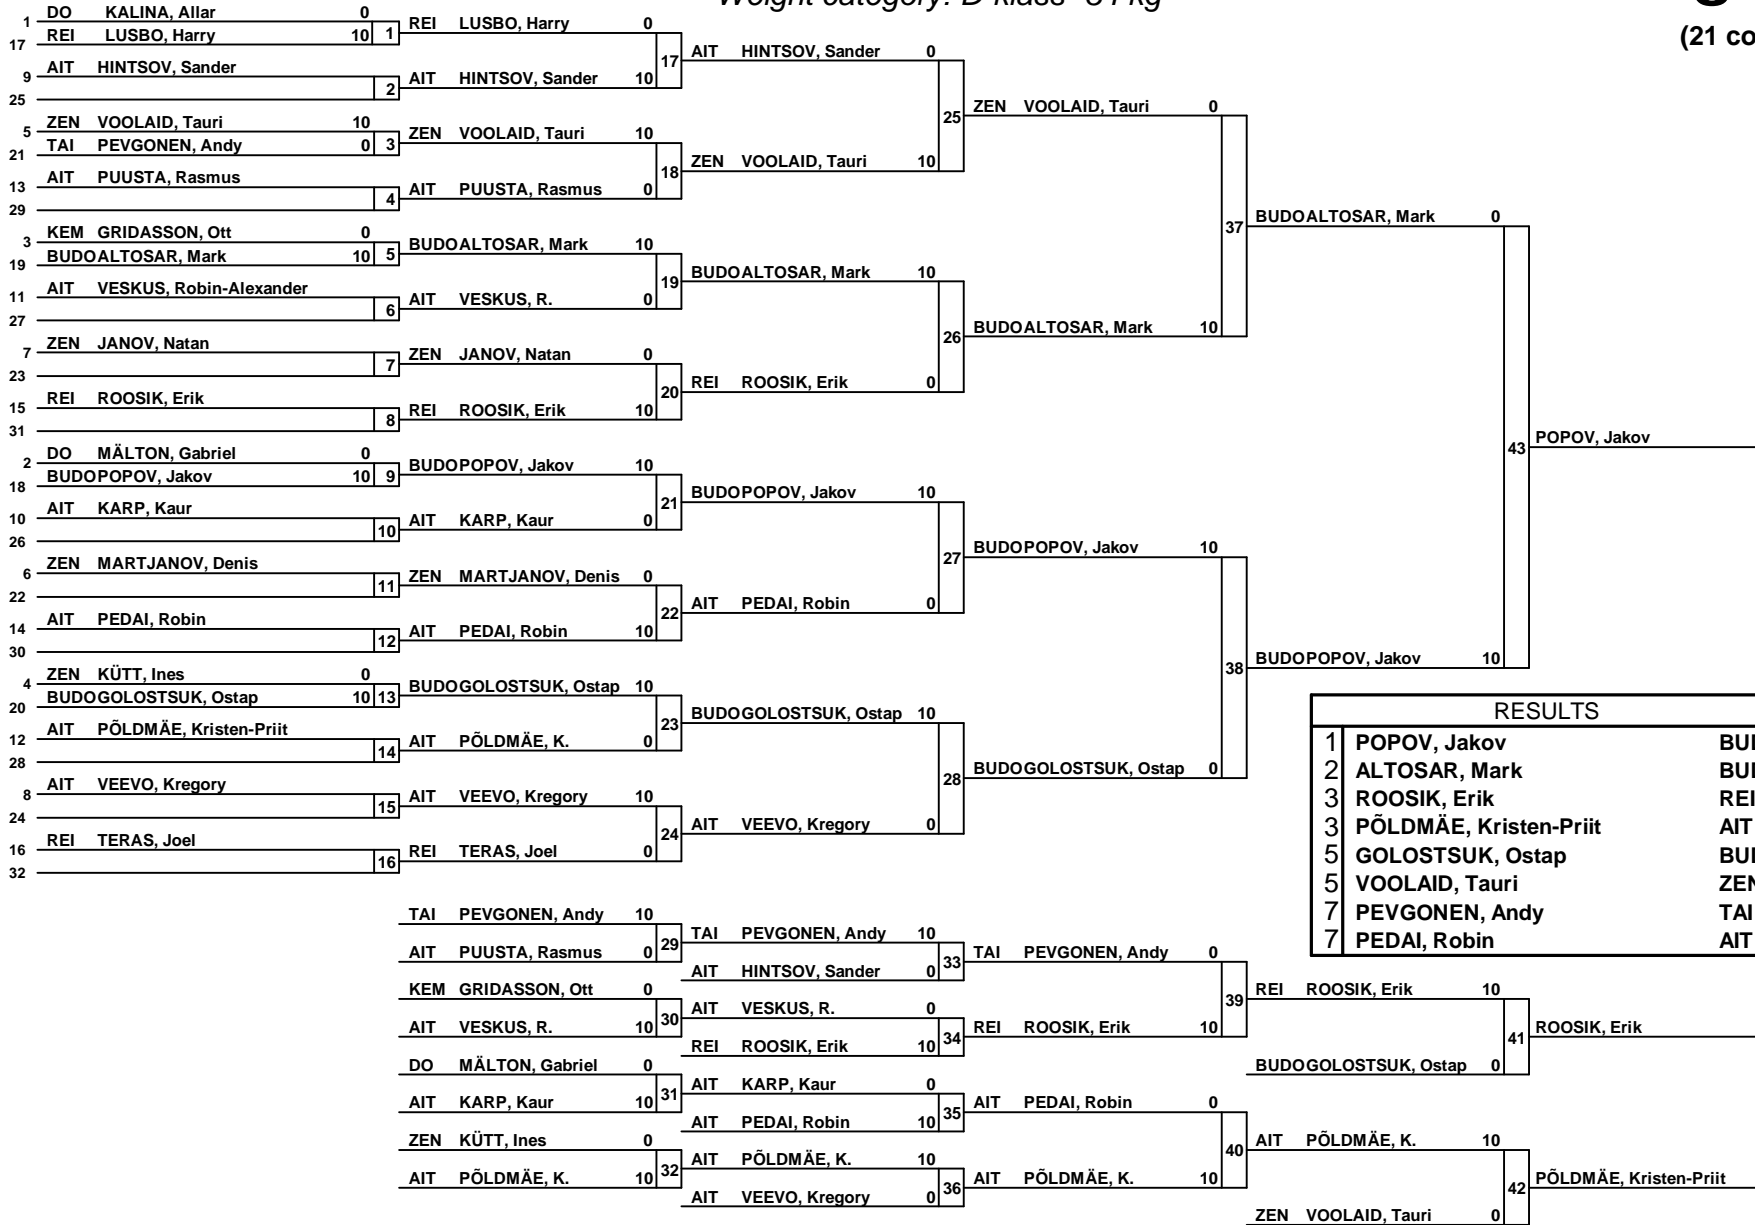 Weight category: D klass -34 kg
(21 co
1 DO KALINA, Allar 0
17 REI LUSBO, Harry 10 1
9 AIT HINTSOV, Sander
25 2
5 ZEN VOOLAID, Tauri 10
21 TAI PEVGONEN, Andy 0 3
13 AIT PUUSTA, Rasmus
29 4
3 KEM GRIDASSON, Ott 0
19 BUDO ALTOSAR, Mark 10 5
11 AIT VESKUS, Robin-Alexander
27 6
7 ZEN JANOV, Natan
23 7
15 REI ROOSIK, Erik
31 8
2 DO MÄLTON, Gabriel 0
18 BUDO POPOV, Jakov 10 9
10 AIT KARP, Kaur
26 10
6 ZEN MARTJANOV, Denis
22 11
14 AIT PEDAI, Robin
30 12
4 ZEN KÜTT, Ines 0
20 BUDO GOLOSTSUK, Ostap 10 13
12 AIT PÕLDMÄE, Kristen-Priit
28 14
8 AIT VEEVO, Kregory
24 15
16 REI TERAS, Joel
32 16
REI LUSBO, Harry 0
17
AIT HINTSOV, Sander 10
ZEN VOOLAID, Tauri 10
18
AIT PUUSTA, Rasmus 0
BUDO ALTOSAR, Mark 10
19
AIT VESKUS, R. 0
ZEN JANOV, Natan 0
20
REI ROOSIK, Erik 10
BUDO POPOV, Jakov 10
21
AIT KARP, Kaur 0
ZEN MARTJANOV, Denis 0
22
AIT PEDAI, Robin 10
BUDO GOLOSTSUK, Ostap 10
23
AIT PÕLDMÄE, K. 0
AIT VEEVO, Kregory 10
24
REI TERAS, Joel 0
AIT HINTSOV, Sander 0
25
ZEN VOOLAID, Tauri 10
BUDO ALTOSAR, Mark 10
26
REI ROOSIK, Erik 0
BUDO POPOV, Jakov 10
27
AIT PEDAI, Robin 0
BUDO GOLOSTSUK, Ostap 10
28
AIT VEEVO, Kregory 0
ZEN VOOLAID, Tauri 0
37
BUDO ALTOSAR, Mark 10
BUDO POPOV, Jakov 10
38
BUDO GOLOSTSUK, Ostap 0
BUDO ALTOSAR, Mark 0
43
BUDO POPOV, Jakov 10
POPOV, Jakov
RESULTS
1 POPOV, Jakov BUD
2 ALTOSAR, Mark BUD
3 ROOSIK, Erik REI
3 PÕLDMÄE, Kristen-Priit AIT
5 GOLOSTSUK, Ostap BUD
5 VOOLAID, Tauri ZEN
7 PEVGONEN, Andy TAI
7 PEDAI, Robin AIT
TAI PEVGONEN, Andy 10
29
AIT PUUSTA, Rasmus 0
KEM GRIDASSON, Ott 0
30
AIT VESKUS, R. 10
DO MÄLTON, Gabriel 0
31
AIT KARP, Kaur 10
ZEN KÜTT, Ines 0
32
AIT PÕLDMÄE, K. 10
TAI PEVGONEN, Andy 10
33
AIT HINTSOV, Sander 0
AIT VESKUS, R. 0
34
REI ROOSIK, Erik 10
AIT KARP, Kaur 0
35
AIT PEDAI, Robin 10
AIT PÕLDMÄE, K. 10
36
AIT VEEVO, Kregory 0
TAI PEVGONEN, Andy 0
39
REI ROOSIK, Erik 10
AIT PEDAI, Robin 0
40
AIT PÕLDMÄE, K. 10
REI ROOSIK, Erik 10
41
BUDO GOLOSTSUK, Ostap 0
AIT PÕLDMÄE, K. 10
42
ZEN VOOLAID, Tauri 0
ROOSIK, Erik
PÕLDMÄE, Kristen-Priit